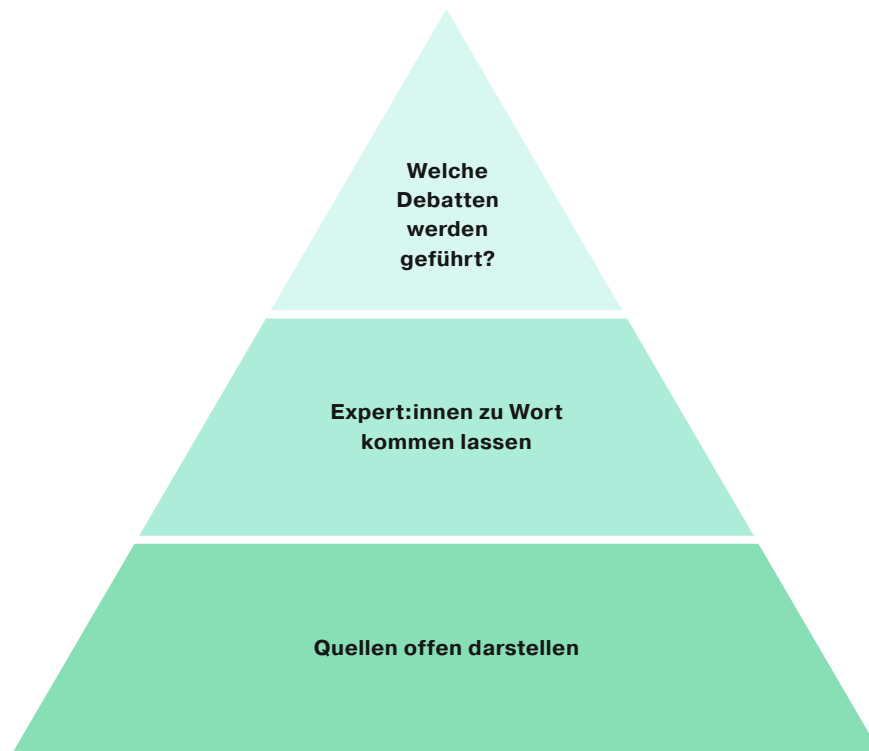 Welche
Debatten
werden
geführt?
Expert:innen zu Wort
kommen lassen
Quellen offen darstellen